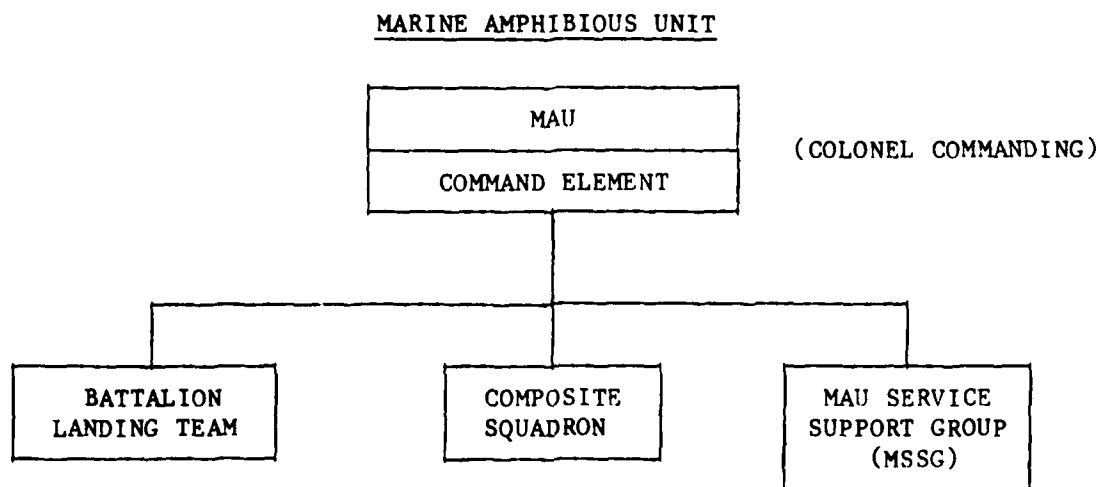 MARINE AMPHIBIOUS UNIT
MAU
(COLONEL COMMANDING)
COMMAND ELEMENT
BATTALION
LANDING TEAM
COMPOSITE
SQUADRON
MAU SERVICE
SUPPORT GROUP
(MSSG)